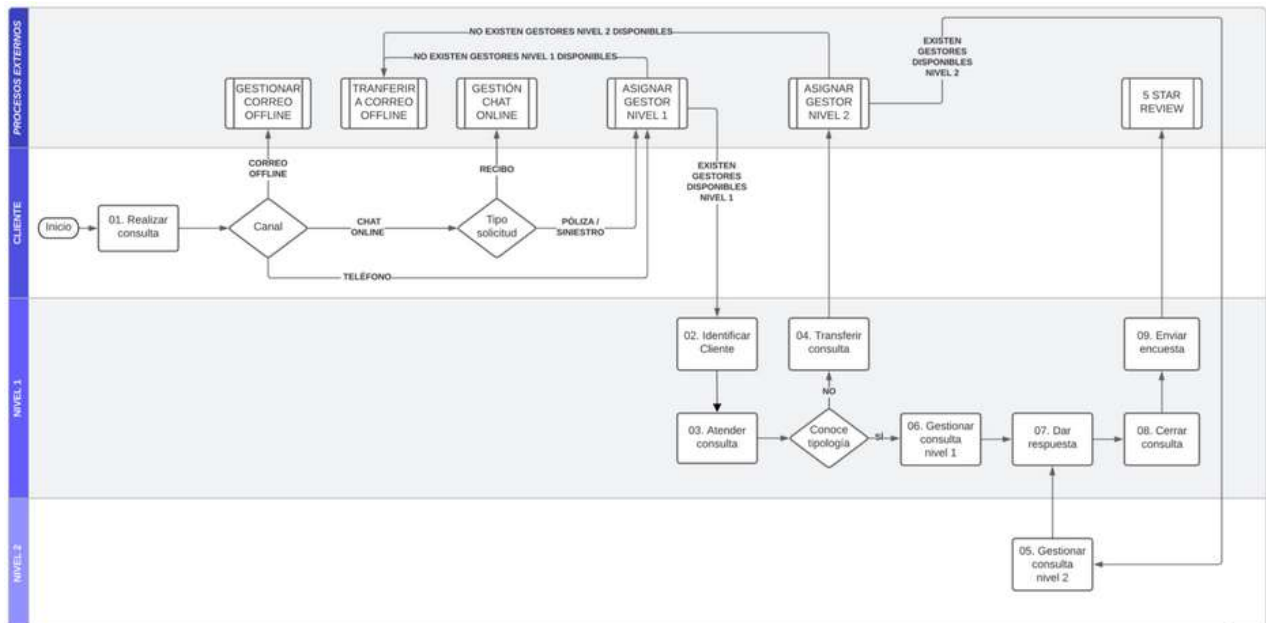 PROCESOS EXTERNOS
NO EXISTEN GESTORES NIVEL 2 DISPONIBLES
NO EXISTEN GESTORES NIVEL 1 DISPONIBLES
EXISTEN
GESTORES
DISPONIBLES
NIVEL 2
GESTIONAR
CORREO
OFFLINE
TRANFERIR
A CORREO
OFFLINE
GESTIÓN
CHAT
ONLINE
ASIGNAR
GESTOR
NIVEL 1
ASIGNAR
GESTOR
NIVEL 2
5 STAR
REVIEW
CLIENTE
CORREO
OFFLINE
RECIBO
EXISTEN
GESTORES
DISPONIBLES
NIVEL 1
Inicio
01. Realizar
consulta
Canal
CHAT
ONLINE
Tipo
solicitud
PÓLIZA /
SINIESTRO
TELÉFONO
NIVEL 1
02. Identificar
Cliente
04. Transferir
consulta
09. Enviar
encuesta
NO
03. Atender
consulta
Conoce
tipología
SÍ
06. Gestionar
consulta
nivel 1
07. Dar
respuesta
08. Cerrar
consulta
NIVEL 2
05. Gestionar
consulta
nivel 2